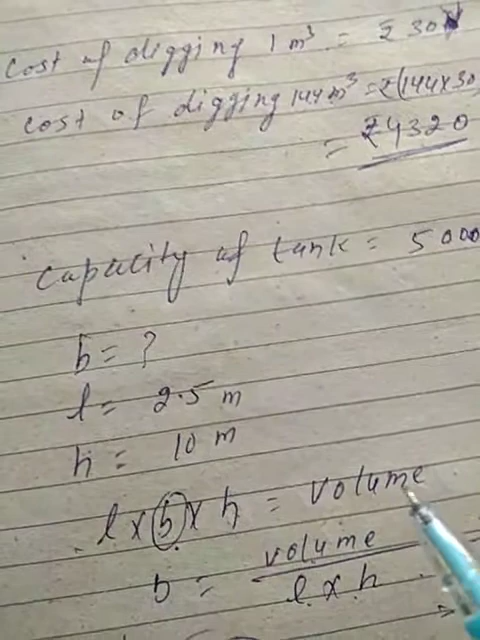 Cost of digging 1 m³ = ₹ 30
Cost of digging 144 m³ = ₹(144×30
= ₹4320
Capacity of tank = 5000
b = ?
l = 2.5 m
h = 10 m
l × b × h = volume
b = volume
l × h